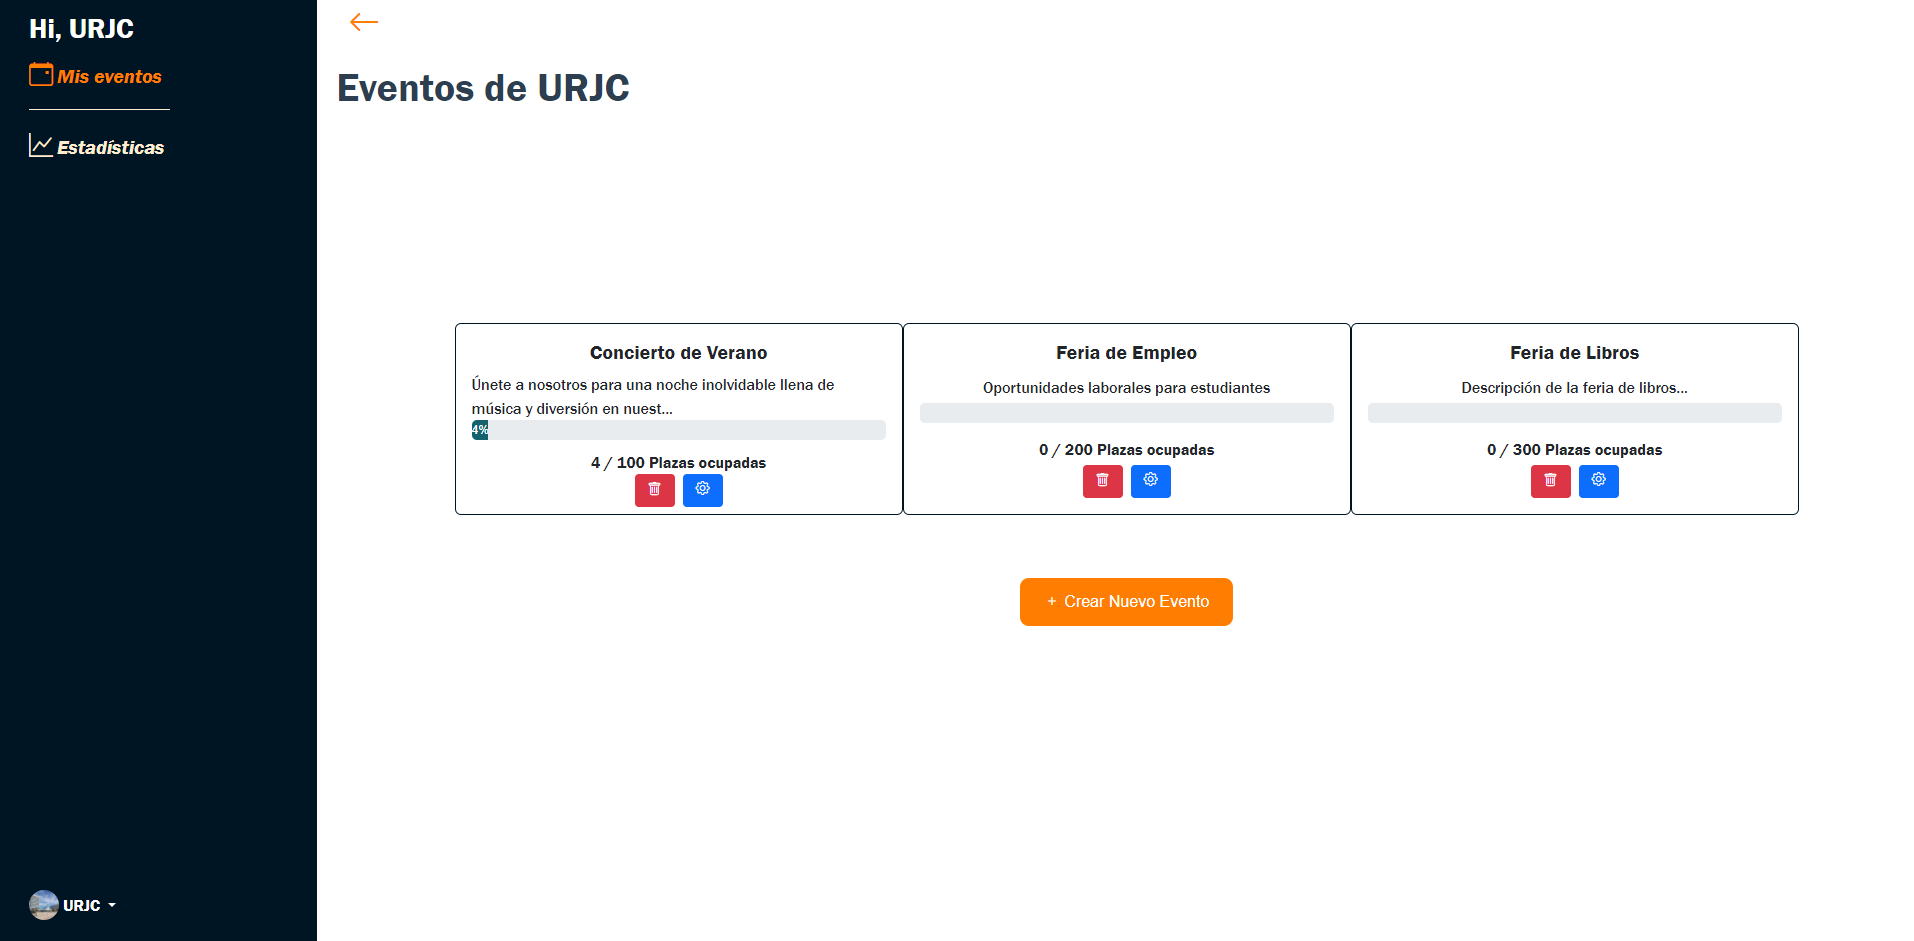 Hi, URJC
Mis eventos
Estadísticas
URJC
Eventos de URJC
Concierto de Verano
Únete a nosotros para una noche inolvidable llena de
música y diversión en nuest...
4%
4 / 100 Plazas ocupadas
Feria de Empleo
Oportunidades laborales para estudiantes
0 / 200 Plazas ocupadas
Feria de Libros
Descripción de la feria de libros...
0 / 300 Plazas ocupadas
+ Crear Nuevo Evento